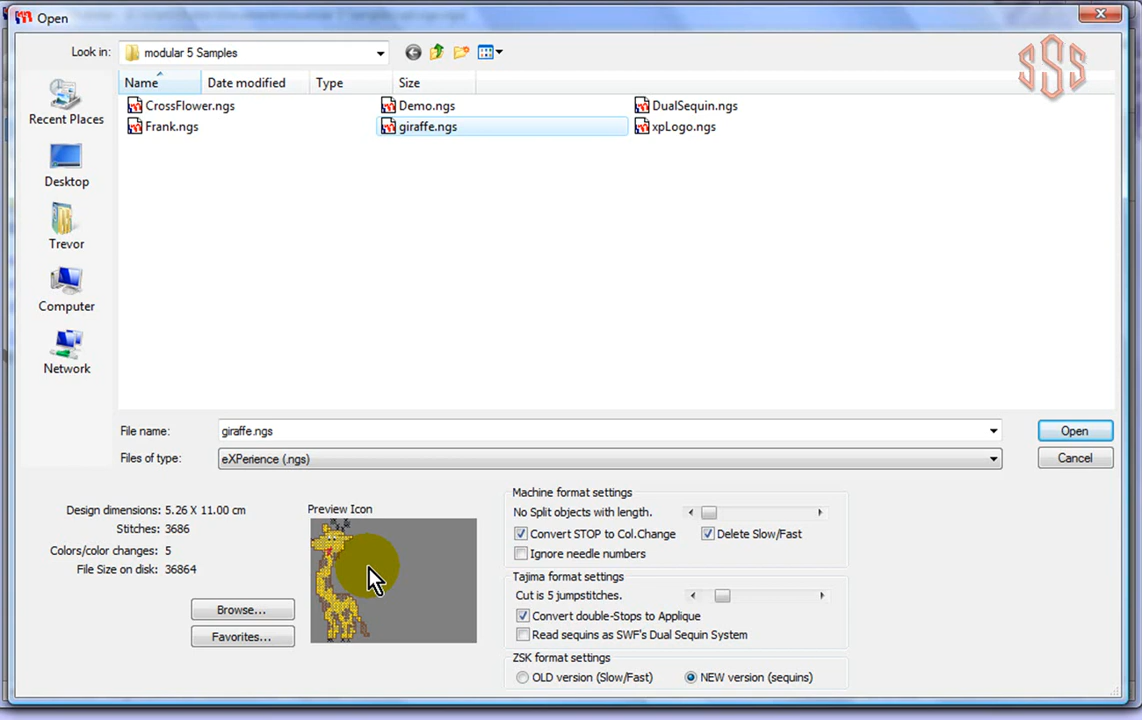 Open
SSS
Look in: modular 5 Samples
Name Date modified Type Size
CrossFlower.ngs Demo.ngs DualSequin.ngs
Frank.ngs giraffe.ngs xpLogo.ngs
Recent Places
Desktop
Trevor
Computer
Network
File name: giraffe.ngs Open
Files of type: eXPerience (.ngs) Cancel
Design dimensions: 5.26 X 11.00 cm
Stitches: 3686
Colors/color changes: 5
File Size on disk: 36864
Browse...
Favorites...
Preview Icon
Machine format settings
No Split objects with length.
Convert STOP to Col.Change Delete Slow/Fast
Ignore needle numbers
Tajima format settings
Cut is 5 jumpstitches.
Convert double-Stops to Applique
Read sequins as SWF's Dual Sequin System
ZSK format settings
OLD version (Slow/Fast) NEW version (sequins)